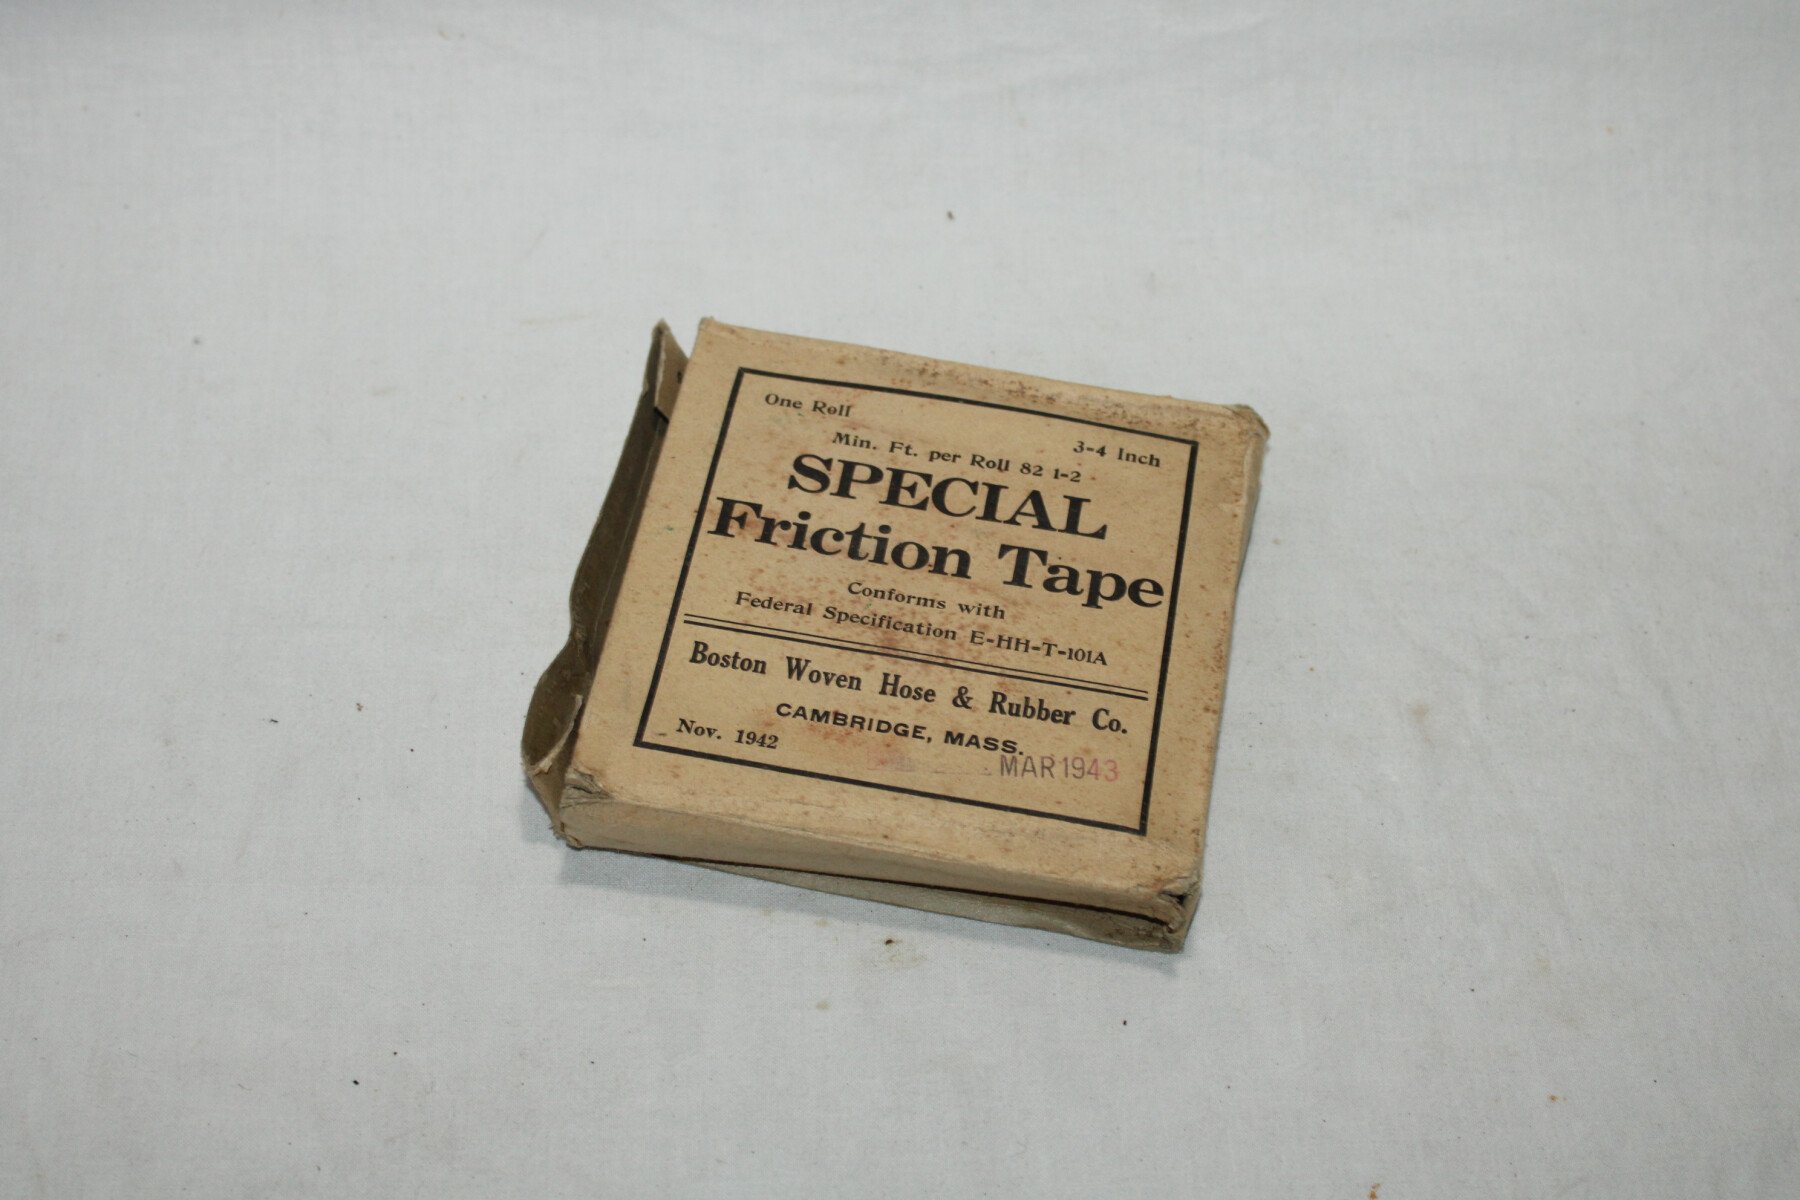 One Roll
3-4 Inch
Min. Ft. per Roll 82 1-2
SPECIAL
Friction Tape
Conforms with
Federal Specification E-HH-T-101A
Boston Woven Hose & Rubber Co.
CAMBRIDGE, MASS.
Nov. 1942
MAR 1943